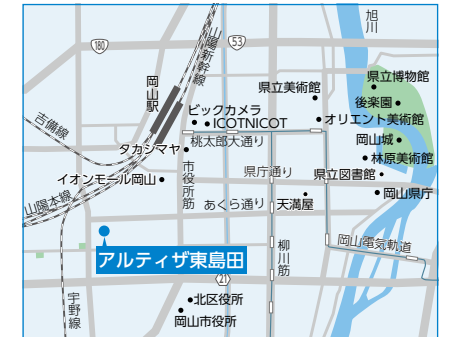 旭川
180
山陽新幹線
53
岡山駅
県立博物館
県立美術館
後楽園
ビックカメラ
ICOTNICOT
オリエント美術館
吉備線
桃太郎大通り
岡山城
タカシマヤ
林原美術館
県庁通り
県立図書館
イオンモール岡山
市役所筋
岡山県庁
山陽本線
あくら通り
天満屋
岡山電気軌道
柳川筋
アルティザ東島田
21
宇野線
北区役所
岡山市役所